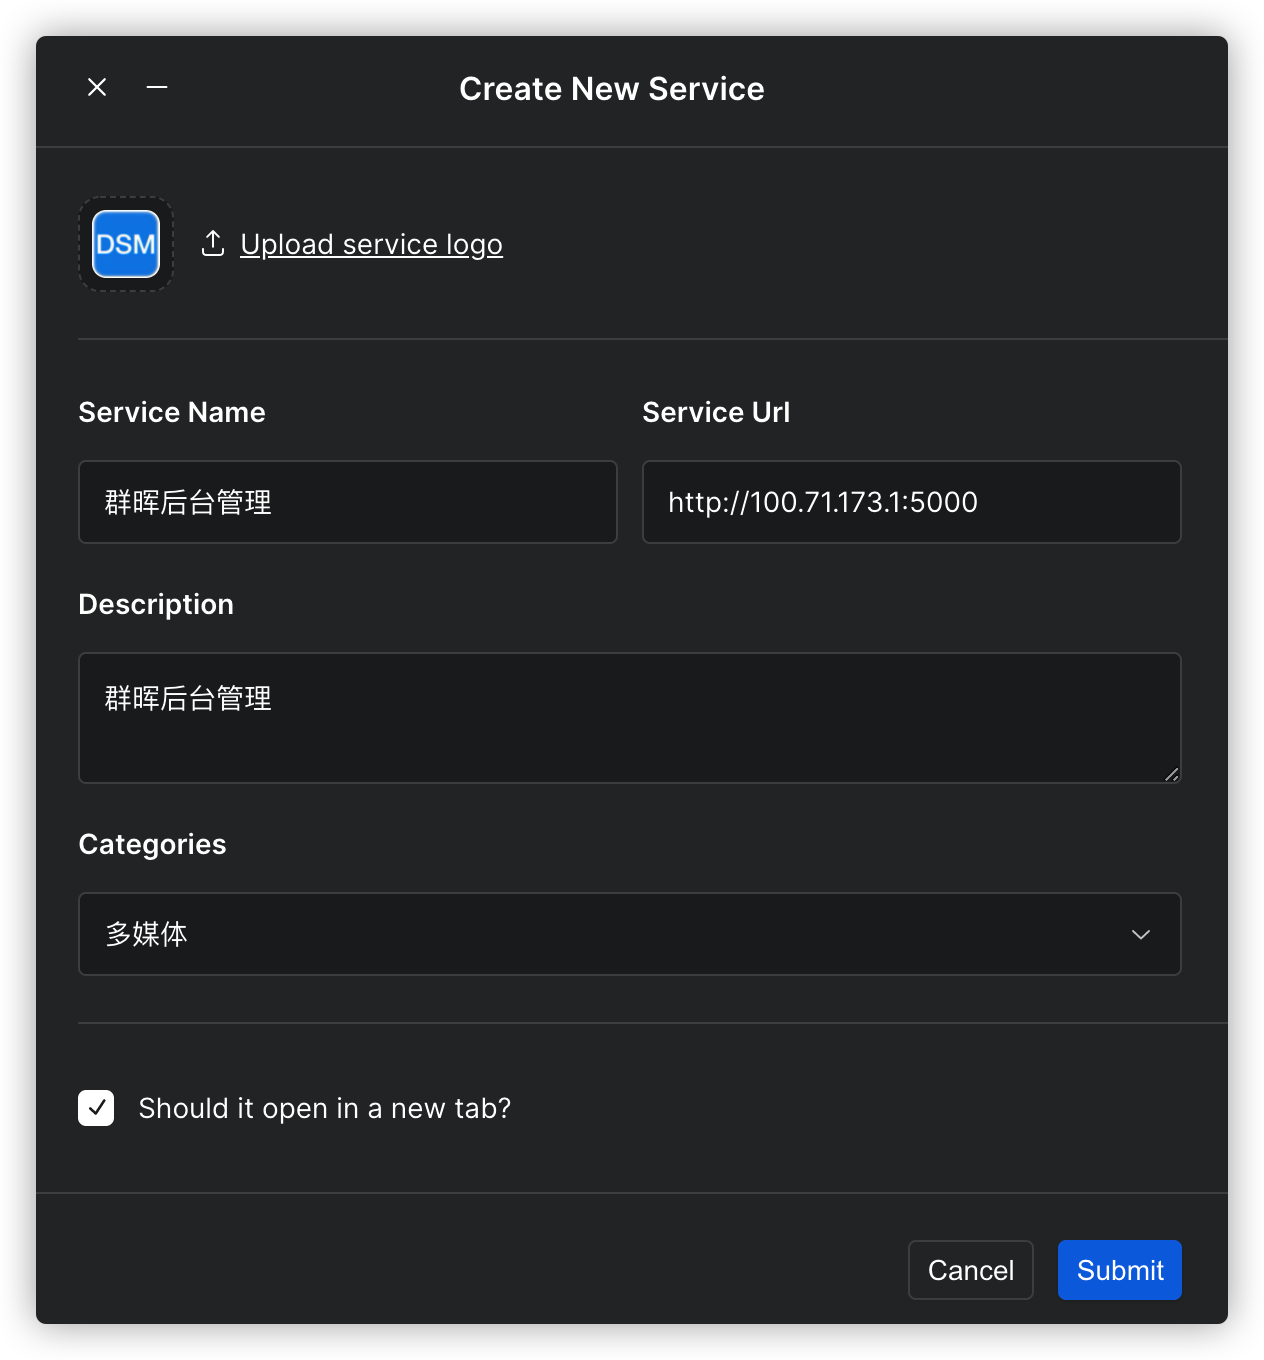 Create New Service
DSM
Upload service logo
Service Name
Service Url
群晖后台管理
http://100.71.173.1:5000
Description
群晖后台管理
Categories
多媒体
Should it open in a new tab?
Cancel
Submit